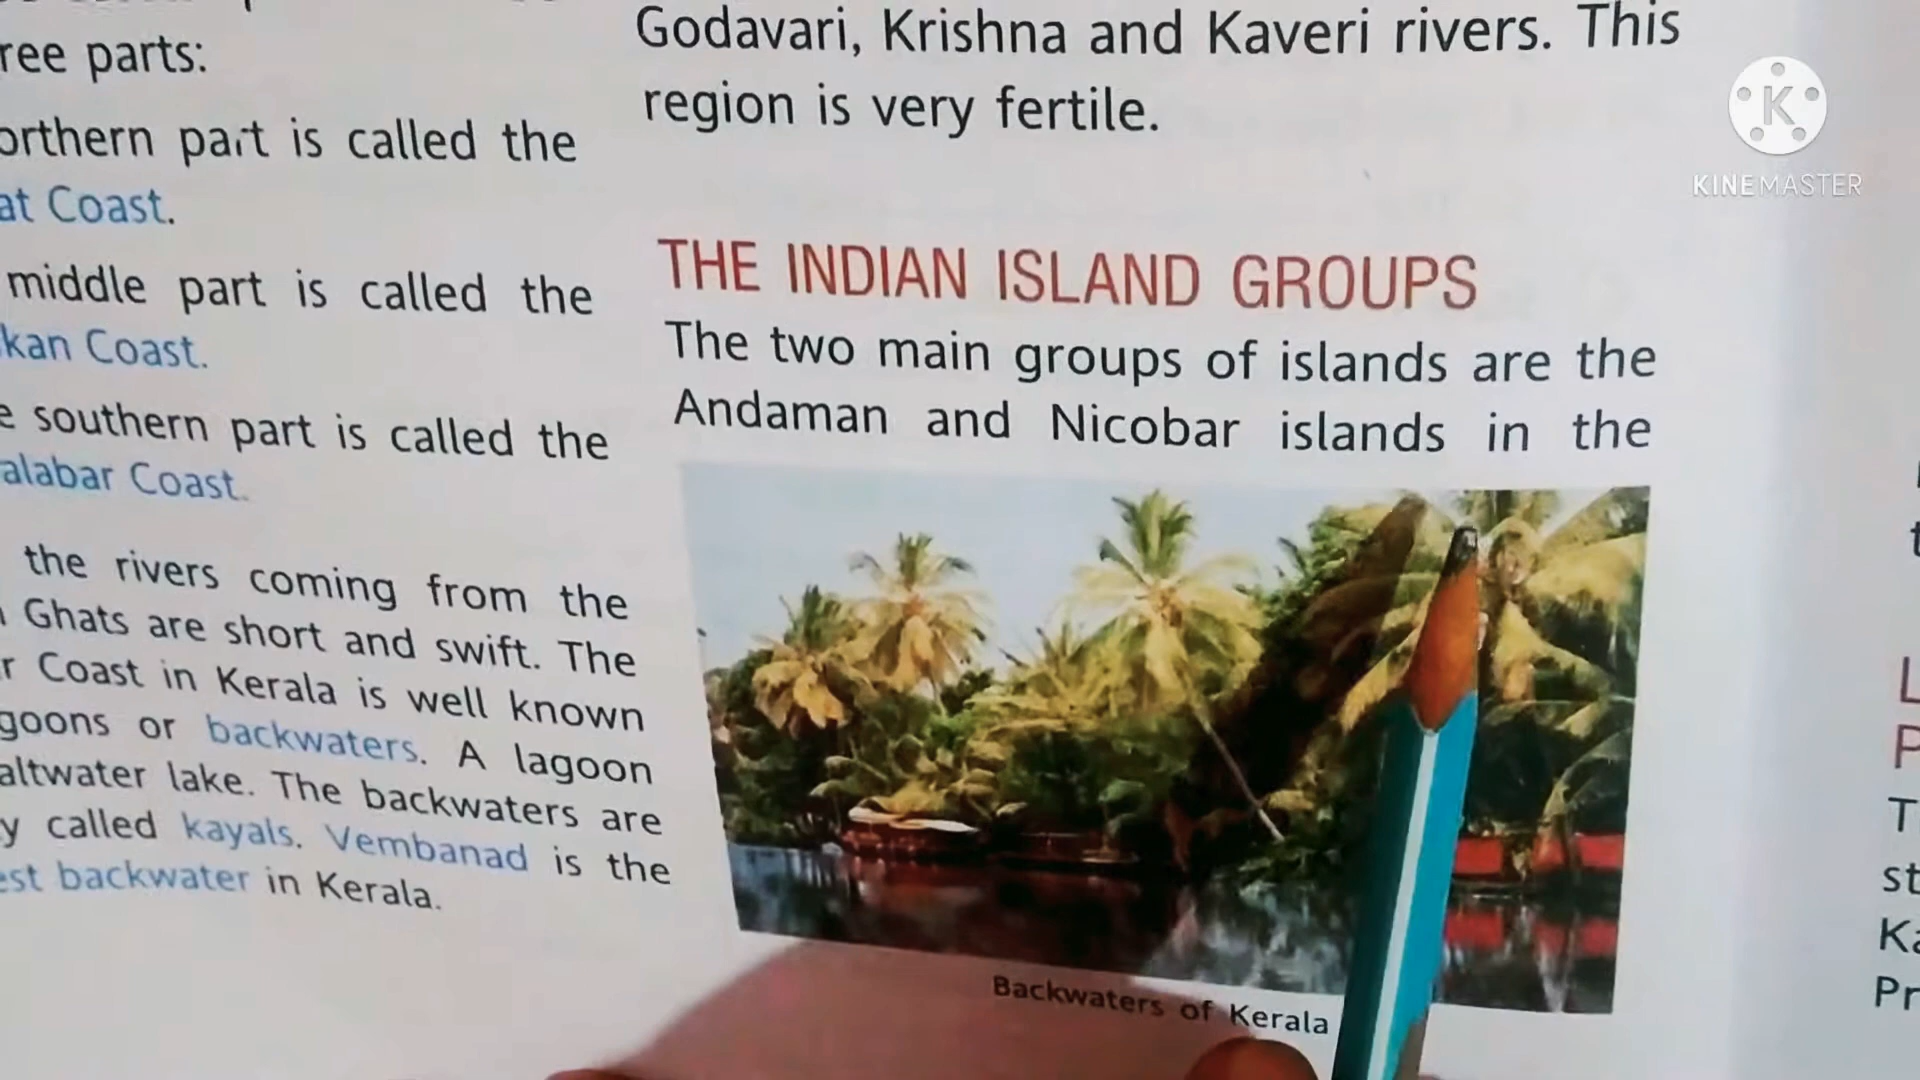 ree parts:
orthern part is called the
at Coast.
middle part is called the
kan Coast.
e southern part is called the
alabar Coast.
the rivers coming from the
Ghats are short and swift. The
r Coast in Kerala is well known
goons or backwaters. A lagoon
altwater lake. The backwaters are
y called kayals. Vembanad is the
est backwater in Kerala.
Godavari, Krishna and Kaveri rivers. This
region is very fertile.
THE INDIAN ISLAND GROUPS
The two main groups of islands are the
Andaman and Nicobar islands in the
Backwaters of Kerala
K
KINEMASTER
t
L
P
T
st
Ka
Pr